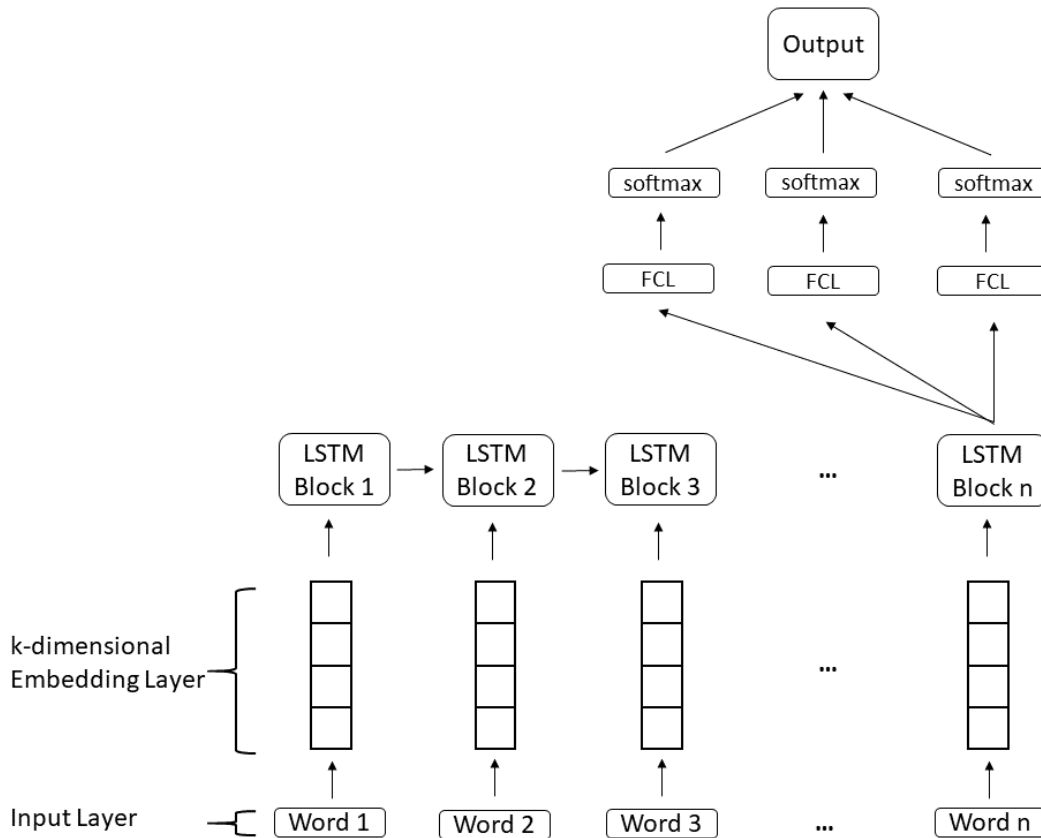 Output
softmax
softmax
softmax
FCL
FCL
FCL
LSTM
Block 1
LSTM
Block 2
LSTM
Block 3
...
LSTM
Block n
k-dimensional
Embedding Layer
...
Input Layer
Word 1
Word 2
Word 3
...
Word n